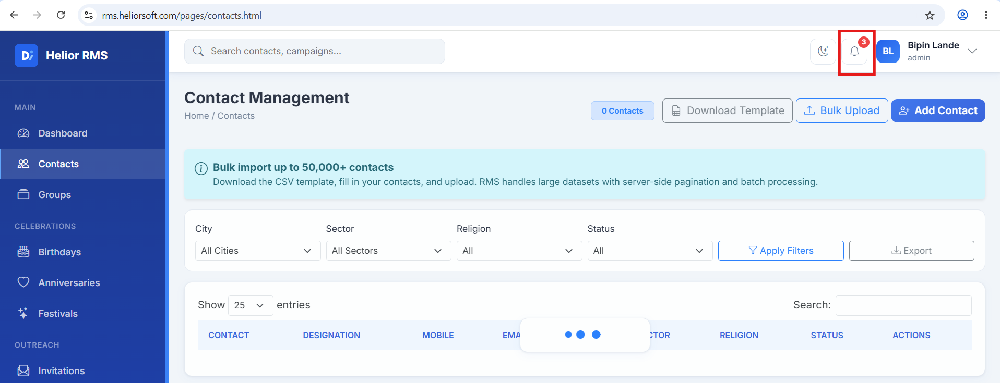 rms.heliorsoft.com/pages/contacts.html
Di Helior RMS
Search contacts, campaigns...
3
BL
Bipin Lande
admin
MAIN
Dashboard
Contacts
Groups
CELEBRATIONS
Birthdays
Anniversaries
Festivals
OUTREACH
Invitations
Contact Management
Home / Contacts
0 Contacts
Download Template
Bulk Upload
Add Contact
Bulk import up to 50,000+ contacts
Download the CSV template, fill in your contacts, and upload. RMS handles large datasets with server-side pagination and batch processing.
City Sector Religion Status
All Cities All Sectors All All Apply Filters Export
Show 25 entries Search:
CONTACT DESIGNATION MOBILE EMA CTOR RELIGION STATUS ACTIONS